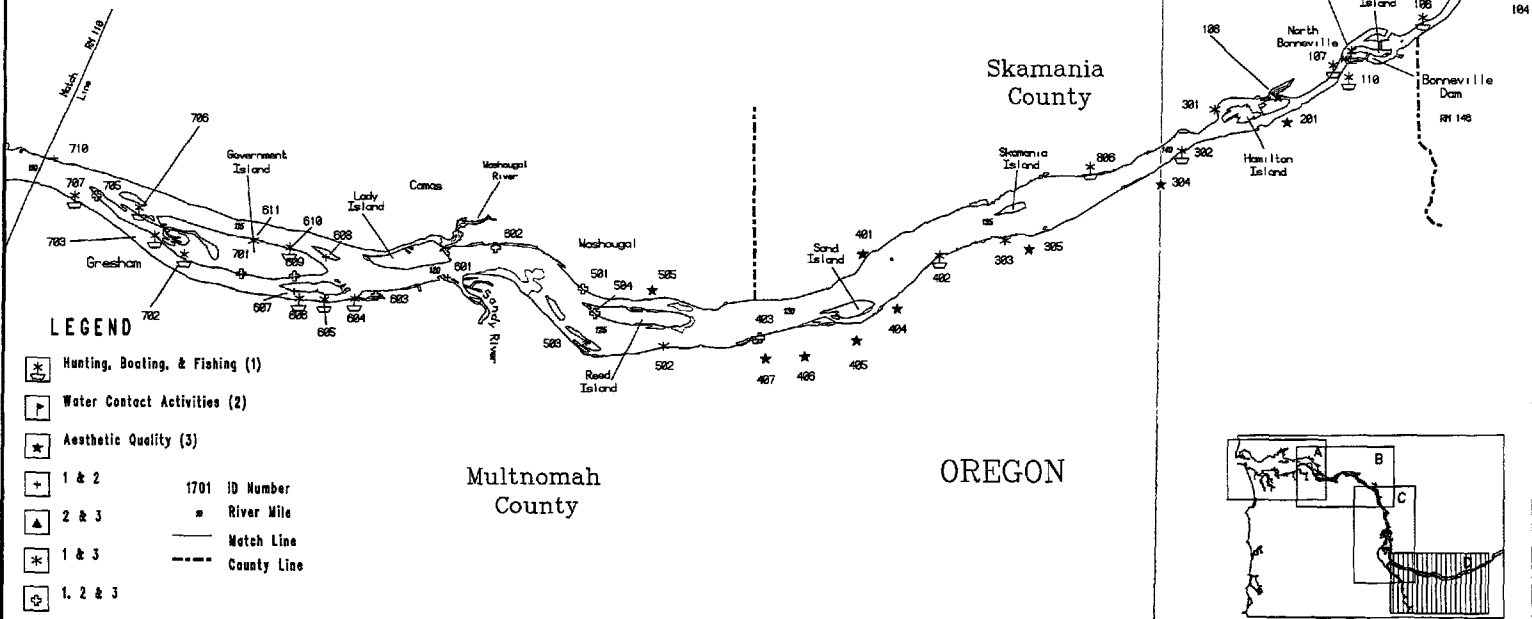 Island
106
104
North
Bonneville
107
108
110
Bonneville
Dam
RM 146
Skamania
County
301
201
Hamilton
Island
302
304
806
Skamania
Island
135
305
303
402
401
Sand
Island
404
405
406
407
403
130
RM 110
Match
Line
710
706
707
705
703
Gresham
702
701
Government
Island
611
610
608
609
607
606
605
604
603
Lady
Island
Camas
Washougal
River
602
601
120
Sandy River
Washougal
501
504
505
503
125
502
Reed
Island
LEGEND
Hunting, Boating, & Fishing (1)
Water Contact Activities (2)
Aesthetic Quality (3)
1 & 2
2 & 3
1 & 3
1, 2 & 3
1701 ID Number
River Mile
Match Line
County Line
Multnomah
County
OREGON
A
B
C
D